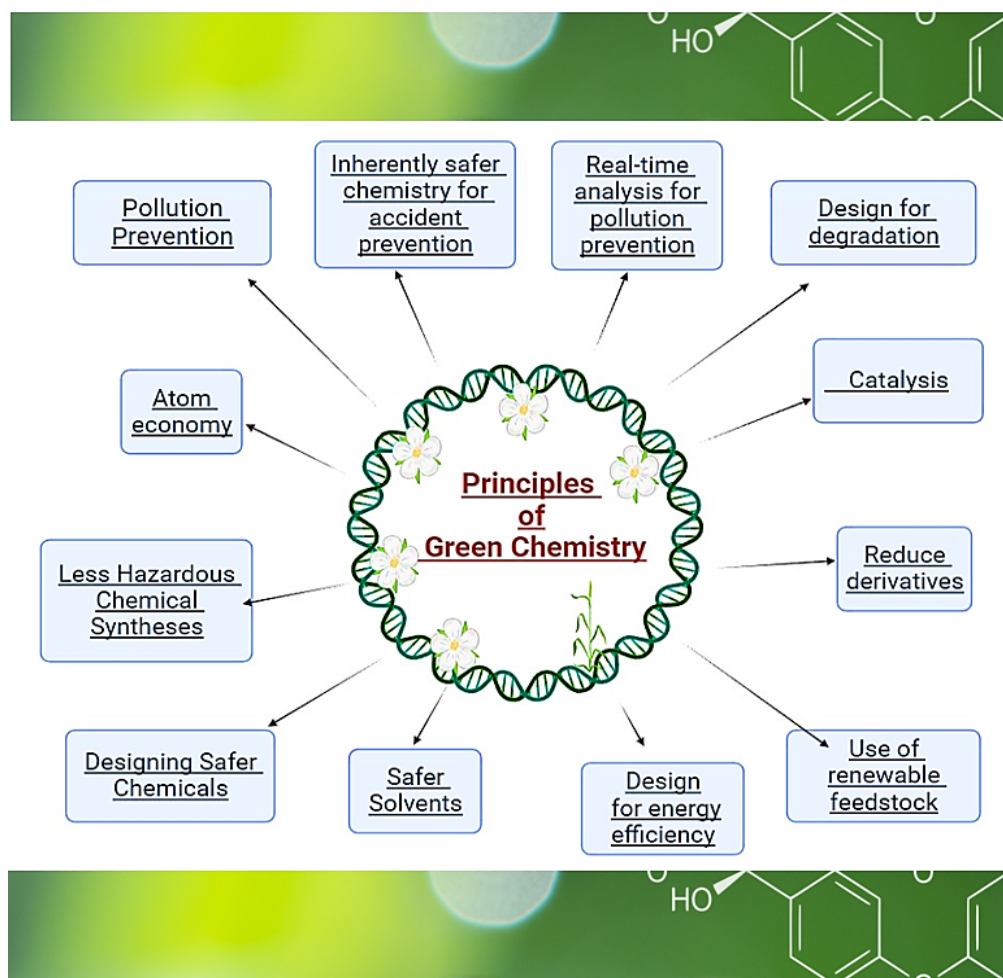 HO
Inherently safer
chemistry for
accident
prevention
Real-time
analysis for
pollution
prevention
Pollution
Prevention
Design for
degradation
Catalysis
Atom
economy
Principles
of
Green Chemistry
Reduce
derivatives
Less Hazardous
Chemical
Syntheses
Designing Safer
Chemicals
Safer
Solvents
Design
for energy
efficiency
Use of
renewable
feedstock
HO
O